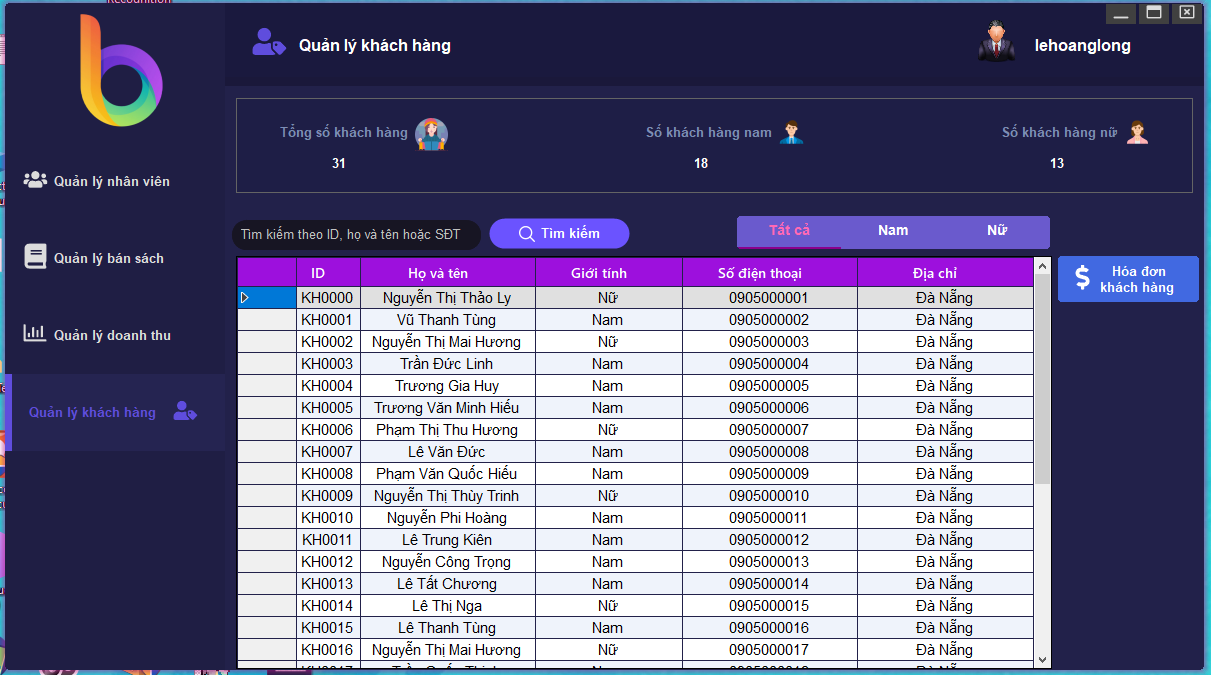 Recognition
Quản lý khách hàng
lehoanglong
Tổng số khách hàng
Số khách hàng nam
Số khách hàng nữ
31
18
13
Quản lý nhân viên
Quản lý bán sách
Quản lý doanh thu
Quản lý khách hàng
Tìm kiếm theo ID, họ và tên hoặc SĐT
Tìm kiếm
Tất cả
Nam
Nữ
Hóa đơn
khách hàng
ID Họ và tên Giới tính Số điện thoại Địa chỉ
KH0000 Nguyễn Thị Thảo Ly Nữ 0905000001 Đà Nẵng
KH0001 Vũ Thanh Tùng Nam 0905000002 Đà Nẵng
KH0002 Nguyễn Thị Mai Hương Nữ 0905000003 Đà Nẵng
KH0003 Trần Đức Linh Nam 0905000004 Đà Nẵng
KH0004 Trương Gia Huy Nam 0905000005 Đà Nẵng
KH0005 Trương Văn Minh Hiếu Nam 0905000006 Đà Nẵng
KH0006 Phạm Thị Thu Hương Nữ 0905000007 Đà Nẵng
KH0007 Lê Văn Đức Nam 0905000008 Đà Nẵng
KH0008 Phạm Văn Quốc Hiếu Nam 0905000009 Đà Nẵng
KH0009 Nguyễn Thị Thùy Trinh Nữ 0905000010 Đà Nẵng
KH0010 Nguyễn Phi Hoàng Nam 0905000011 Đà Nẵng
KH0011 Lê Trung Kiên Nam 0905000012 Đà Nẵng
KH0012 Nguyễn Công Trọng Nam 0905000013 Đà Nẵng
KH0013 Lê Tất Chương Nam 0905000014 Đà Nẵng
KH0014 Lê Thị Nga Nữ 0905000015 Đà Nẵng
KH0015 Lê Thanh Tùng Nam 0905000016 Đà Nẵng
KH0016 Nguyễn Thị Mai Hương Nữ 0905000017 Đà Nẵng